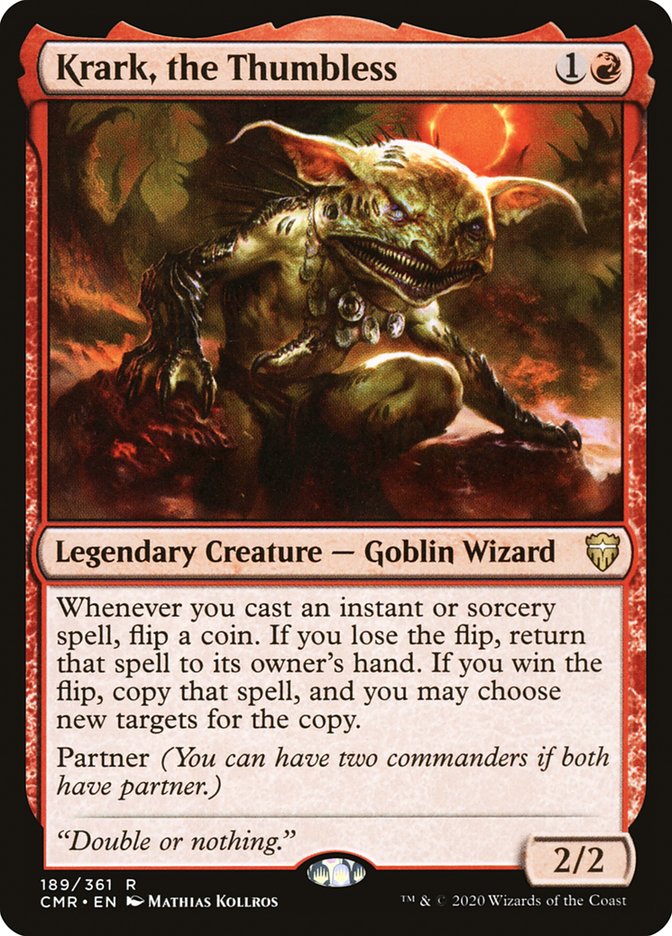 Krark, the Thumbless 1
Legendary Creature — Goblin Wizard
Whenever you cast an instant or sorcery
spell, flip a coin. If you lose the flip, return
that spell to its owner's hand. If you win the
flip, copy that spell, and you may choose
new targets for the copy.
Partner (You can have two commanders if both
have partner.)
“Double or nothing.”
2/2
189/361 R
CMR • EN Mathias Kollros
™ & © 2020 Wizards of the Coast